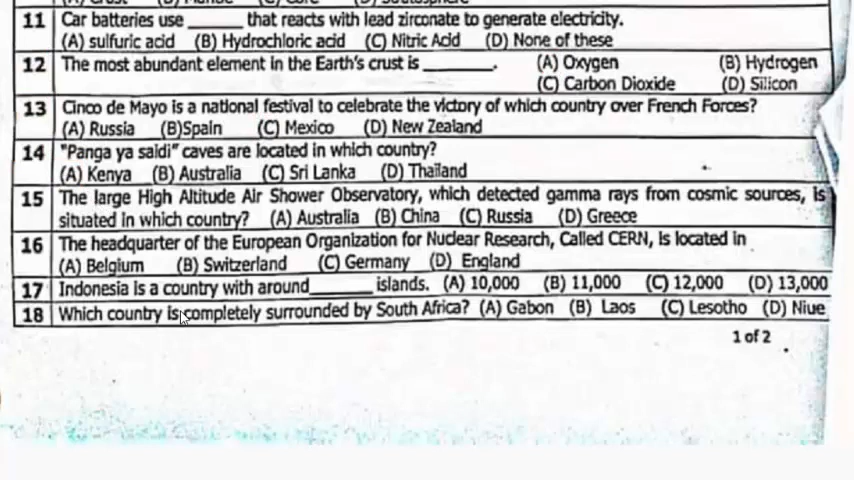 11 Car batteries use ______ that reacts with lead zirconate to generate electricity.
(A) sulfuric acid (B) Hydrochloric acid (C) Nitric Acid (D) None of these
12 The most abundant element in the Earth's crust is ________. (A) Oxygen (B) Hydrogen
(C) Carbon Dioxide (D) Silicon
13 Cinco de Mayo is a national festival to celebrate the victory of which country over French Forces?
(A) Russia (B)Spain (C) Mexico (D) New Zealand
14 "Panga ya saidi" caves are located in which country?
(A) Kenya (B) Australia (C) Sri Lanka (D) Thailand
15 The large High Altitude Air Shower Observatory, which detected gamma rays from cosmic sources, is
situated in which country? (A) Australia (B) China (C) Russia (D) Greece
16 The headquarter of the European Organization for Nuclear Research, Called CERN, is located in
(A) Belgium (B) Switzerland (C) Germany (D) England
17 Indonesia is a country with around_______ islands. (A) 10,000 (B) 11,000 (C) 12,000 (D) 13,000
18 Which country is completely surrounded by South Africa? (A) Gabon (B) Laos (C) Lesotho (D) Niue
1 of 2